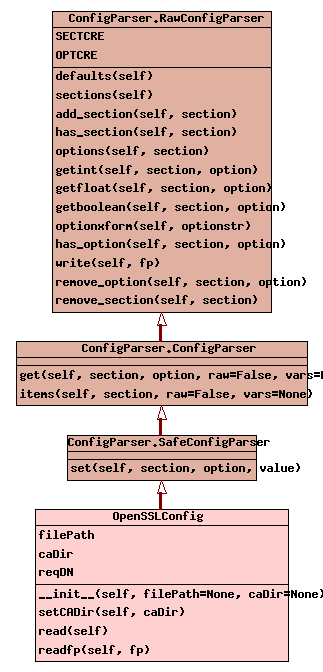 ConfigParser.RawConfigParser
SECTCRE
OPTCRE
defaults(self)
sections(self)
add_section(self, section)
has_section(self, section)
options(self, section)
getint(self, section, option)
getfloat(self, section, option)
getboolean(self, section, option)
optionxform(self, optionstr)
has_option(self, section, option)
write(self, fp)
remove_option(self, section, option)
remove_section(self, section)
ConfigParser.ConfigParser
get(self, section, option, raw=False, vars=
items(self, section, raw=False, vars=None)
ConfigParser.SafeConfigParser
set(self, section, option, value)
OpenSSLConfig
filePath
caDir
reqDN
__init__(self, filePath=None, caDir=None)
setCADir(self, caDir)
read(self)
readfp(self, fp)